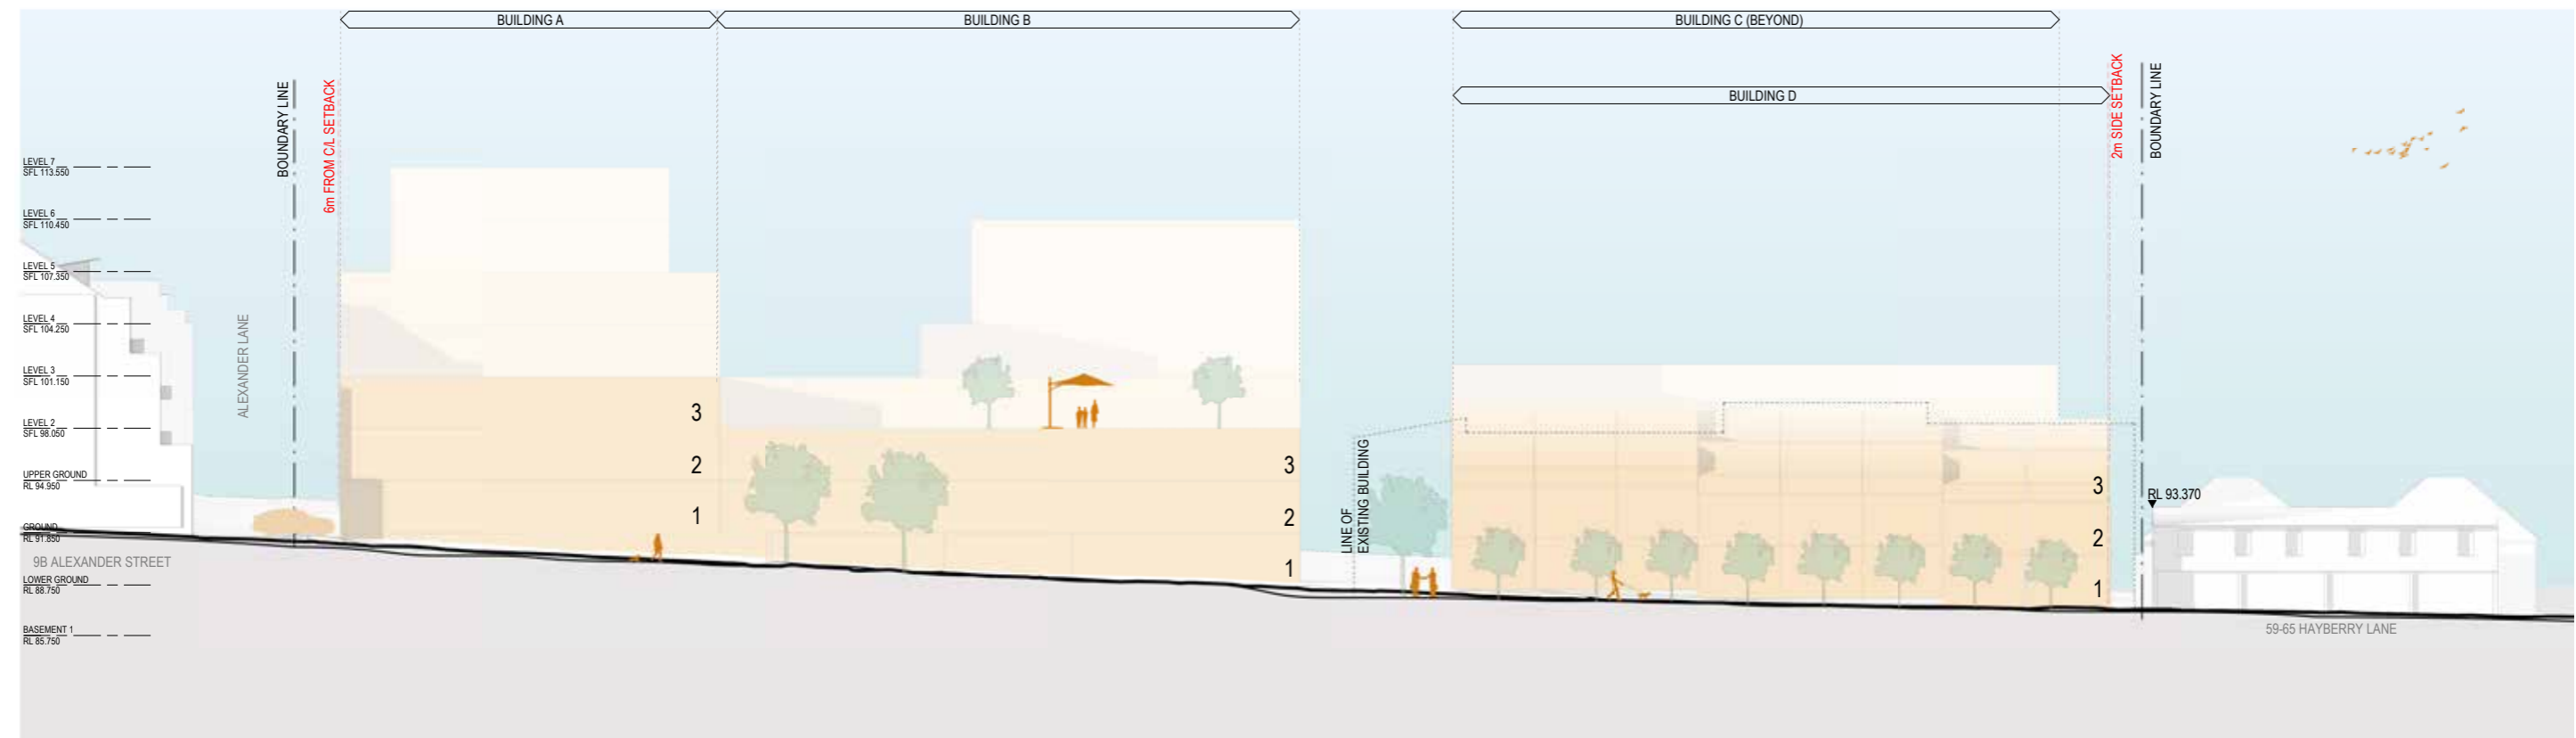 BUILDING A
BUILDING B
BUILDING C (BEYOND)
BUILDING D
BOUNDARY LINE
6m FROM C/L SETBACK
2m SIDE SETBACK
BOUNDARY LINE
LEVEL 7
SFL 113.550
LEVEL 6
SFL 110.450
LEVEL 5
SFL 107.350
LEVEL 4
SFL 104.250
LEVEL 3
SFL 101.150
LEVEL 2
SFL 98.050
UPPER GROUND
RL 94.950
GROUND
RL 91.850
LOWER GROUND
RL 88.750
BASEMENT 1
RL 85.750
ALEXANDER LANE
9B ALEXANDER STREET
3
2
1
3
2
1
LINE OF
EXISTING BUILDING
3
2
1
RL 93.370
59-65 HAYBERRY LANE